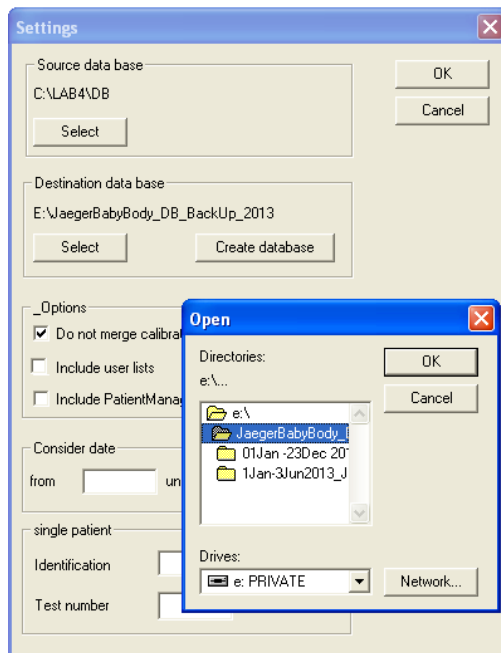 Settings
Source data base
C:\LAB4\DB
Select
OK
Cancel
Destination data base
E:\JaegerBabyBody_DB_BackUp_2013
Select
Create database
_Options
Do not merge calibrat
Include user lists
Include PatientManag
Consider date
from
un
single patient
Identification
Test number
Open
Directories:
e:\...
OK
Cancel
e:\
JaegerBabyBody_D
01Jan -23Dec 201
1Jan-3Jun2013_J
Drives:
e: PRIVATE
Network...